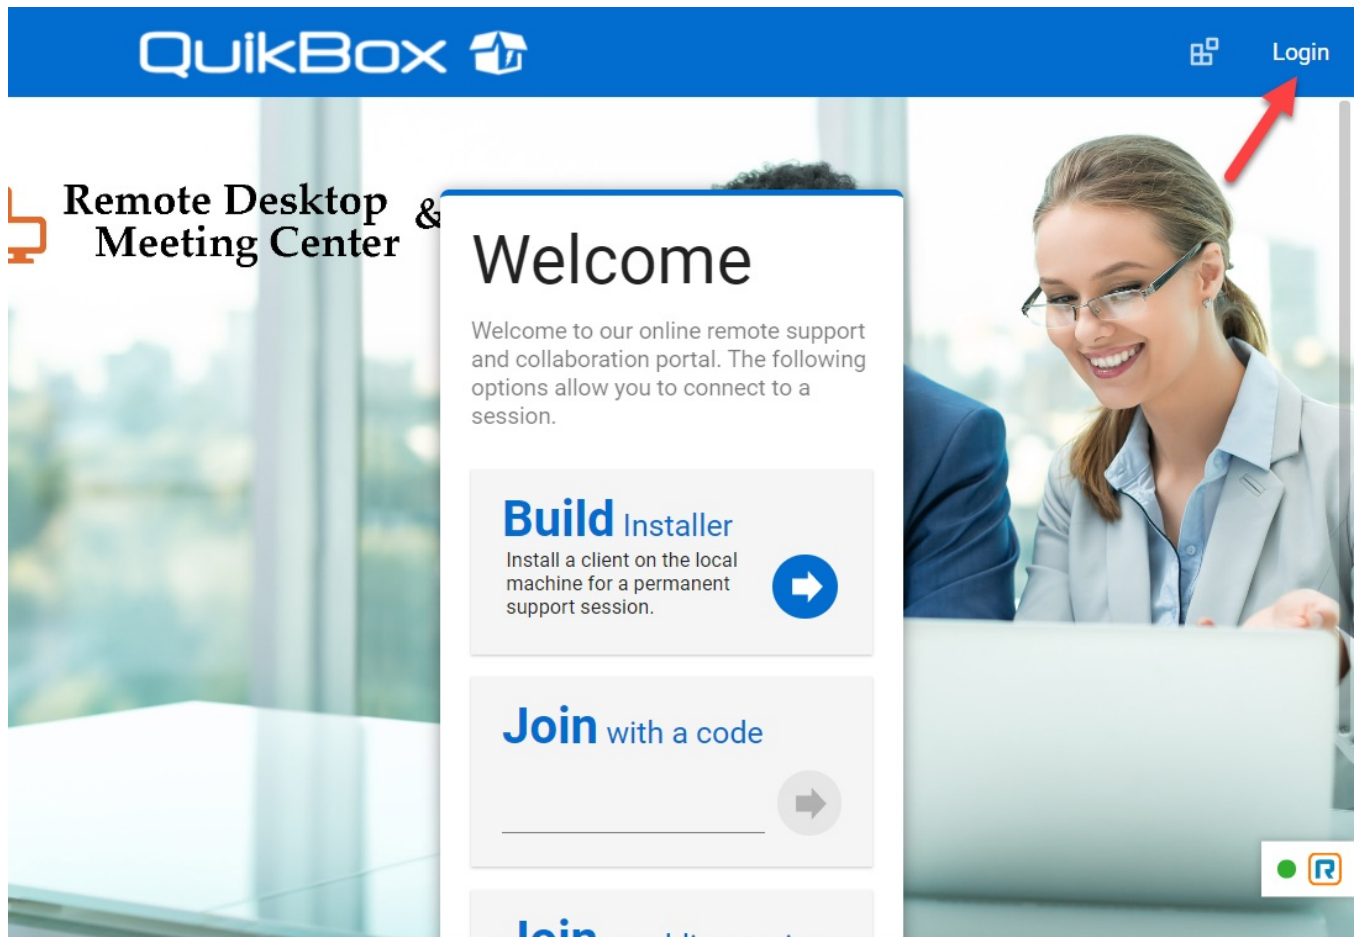 QuikBox
Login
Remote Desktop &
Meeting Center
Welcome
Welcome to our online remote support
and collaboration portal. The following
options allow you to connect to a
session.
Build Installer
Install a client on the local
machine for a permanent
support session.
Join with a code
Join